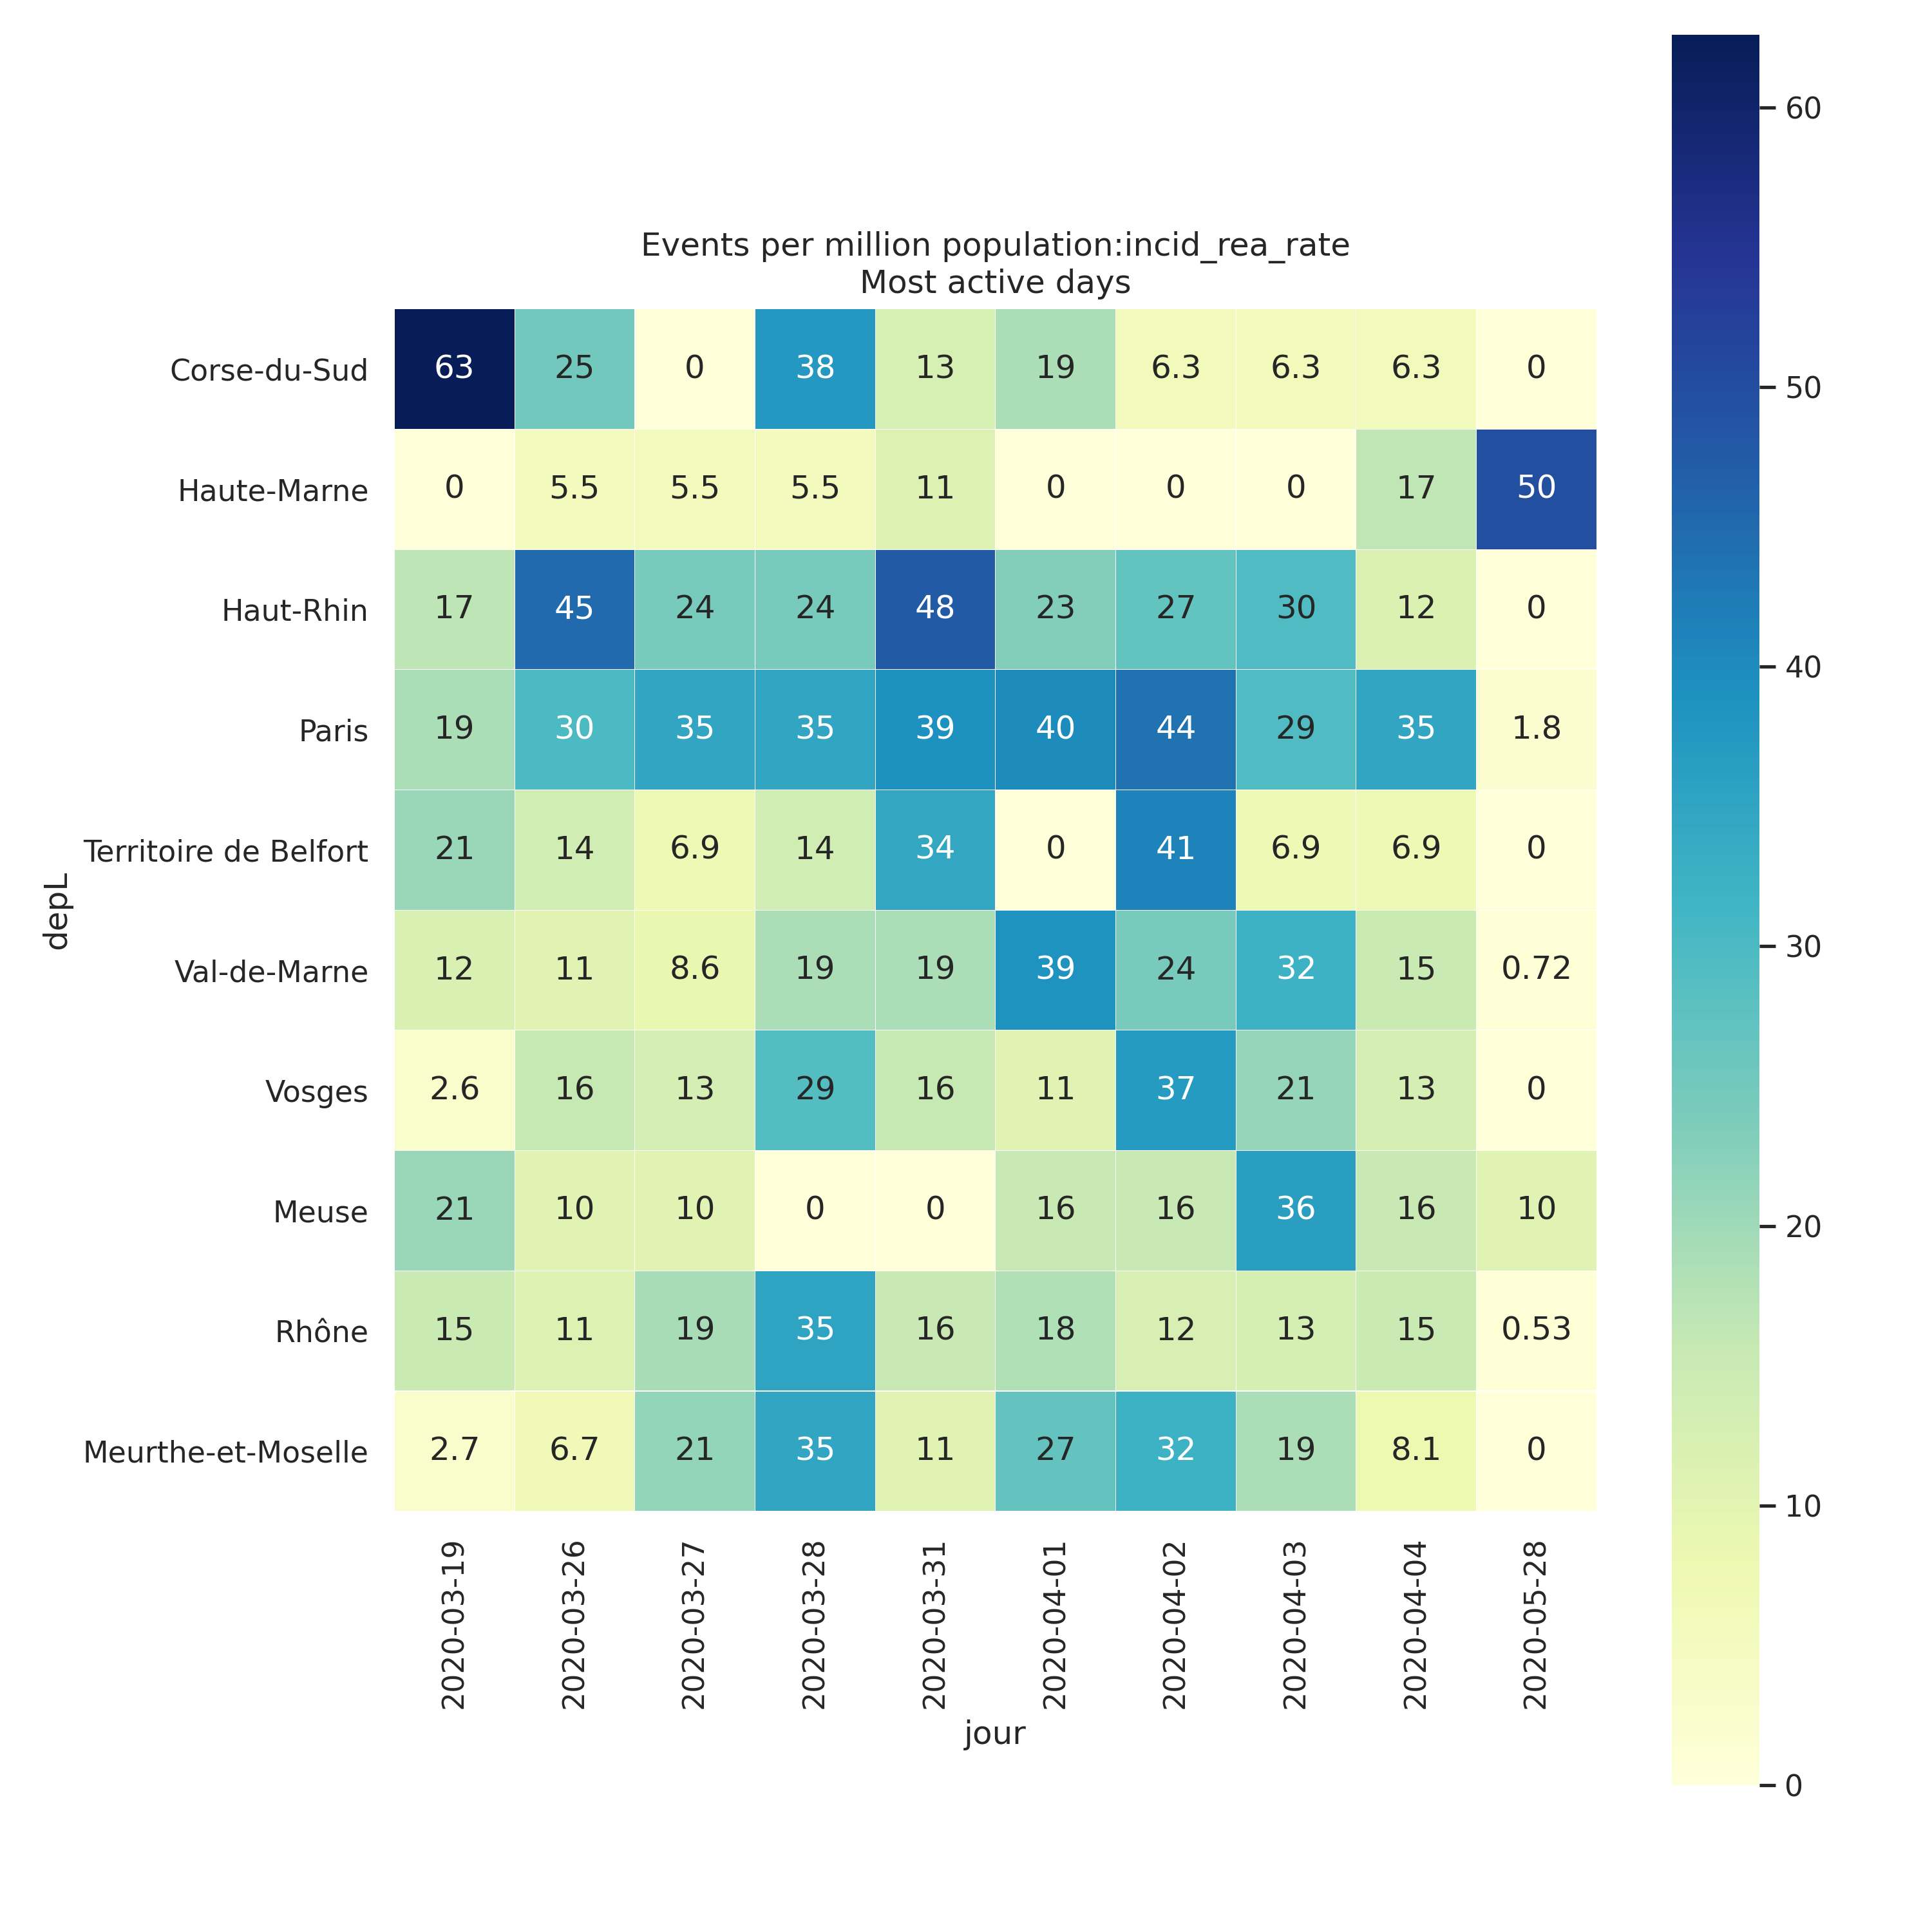 Events per million population:incid_rea_rate
Most active days
depL
Corse-du-Sud 63 25 0 38 13 19 6.3 6.3 6.3 0
Haute-Marne 0 5.5 5.5 5.5 11 0 0 0 17 50
Haut-Rhin 17 45 24 24 48 23 27 30 12 0
Paris 19 30 35 35 39 40 44 29 35 1.8
Territoire de Belfort 21 14 6.9 14 34 0 41 6.9 6.9 0
Val-de-Marne 12 11 8.6 19 19 39 24 32 15 0.72
Vosges 2.6 16 13 29 16 11 37 21 13 0
Meuse 21 10 10 0 0 16 16 36 16 10
Rhône 15 11 19 35 16 18 12 13 15 0.53
Meurthe-et-Moselle 2.7 6.7 21 35 11 27 32 19 8.1 0
2020-03-19 2020-03-26 2020-03-27 2020-03-28 2020-03-31 2020-04-01 2020-04-02 2020-04-03 2020-04-04 2020-05-28
jour
60
50
40
30
20
10
0